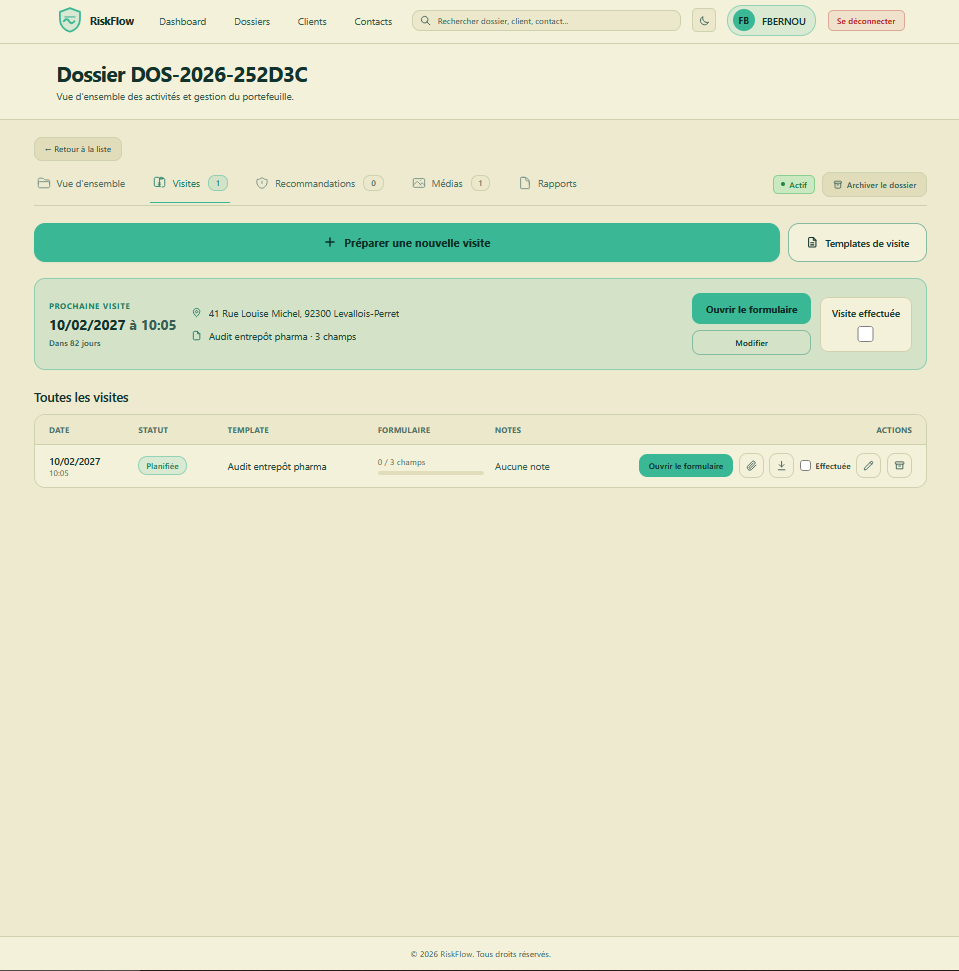 RiskFlow Dashboard Dossiers Clients Contacts Rechercher dossier, client, contact... FB FBERNOU Se déconnecter
Dossier DOS-2026-252D3C
Vue d'ensemble des activités et gestion du portefeuille.
← Retour à la liste
Vue d'ensemble Visites 1 Recommandations 0 Médias 1 Rapports Actif Archiver le dossier
+ Préparer une nouvelle visite Templates de visite
PROCHAINE VISITE
10/02/2027 à 10:05
Dans 82 jours
41 Rue Louise Michel, 92300 Levallois-Perret
Audit entrepôt pharma · 3 champs
Ouvrir le formulaire
Modifier
Visite effectuée
Toutes les visites
DATE STATUT TEMPLATE FORMULAIRE NOTES ACTIONS
10/02/2027
10:05
Planifiée
Audit entrepôt pharma
0 / 3 champs
Aucune note
Ouvrir le formulaire
Effectuée
© 2026 RiskFlow. Tous droits réservés.